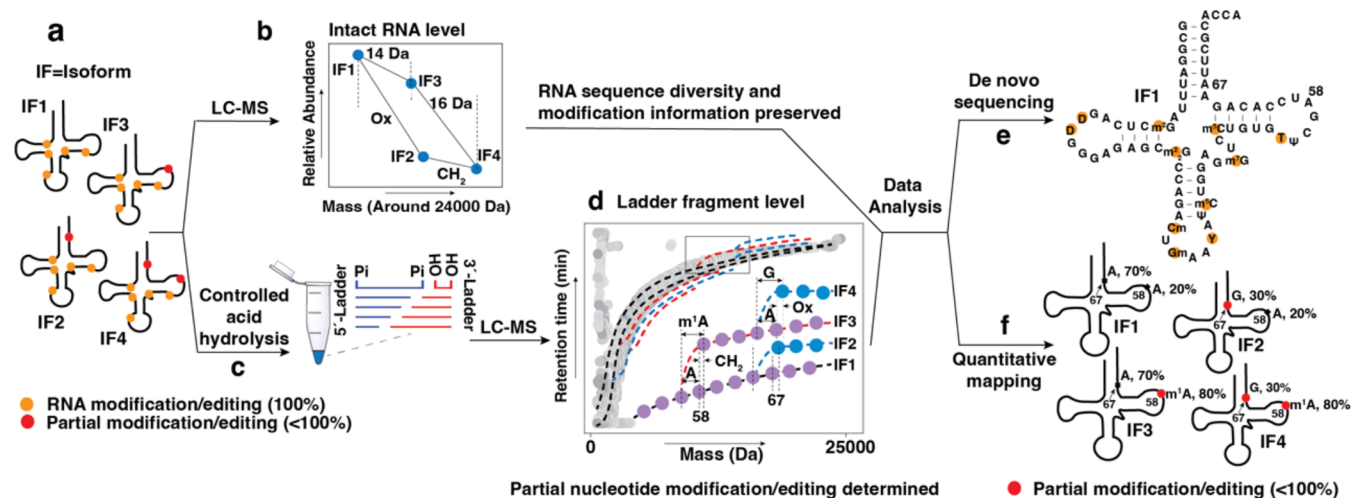 a
IF=Isoform
IF1
IF3
IF2
IF4
RNA modification/editing (100%)
Partial modification/editing (<100%)
LC-MS
Controlled
acid
hydrolysis
c
b
Intact RNA level
Relative Abundance
14 Da
IF1
IF3
16 Da
Ox
IF2
IF4
CH2
Mass (Around 24000 Da)
5´-Ladder
Pi
Pi
HO
HO
3´-Ladder
LC-MS
RNA sequence diversity and
modification information preserved
d
Ladder fragment level
Retention time (min)
G
IF4
A
Ox
m1A
IF3
IF2
CH2
IF1
A
58
67
0
25000
Mass (Da)
Partial nucleotide modification/editing determined
Data
Analysis
De novo
sequencing
e
IF1
ACCA
67
58
f
Quantitative
mapping
A, 70%
67
58
A, 20%
IF1
G, 30%
67
58
A, 20%
IF2
A, 70%
67
58
m1A, 80%
IF3
G, 30%
67
58
m1A, 80%
IF4
Partial modification/editing (<100%)